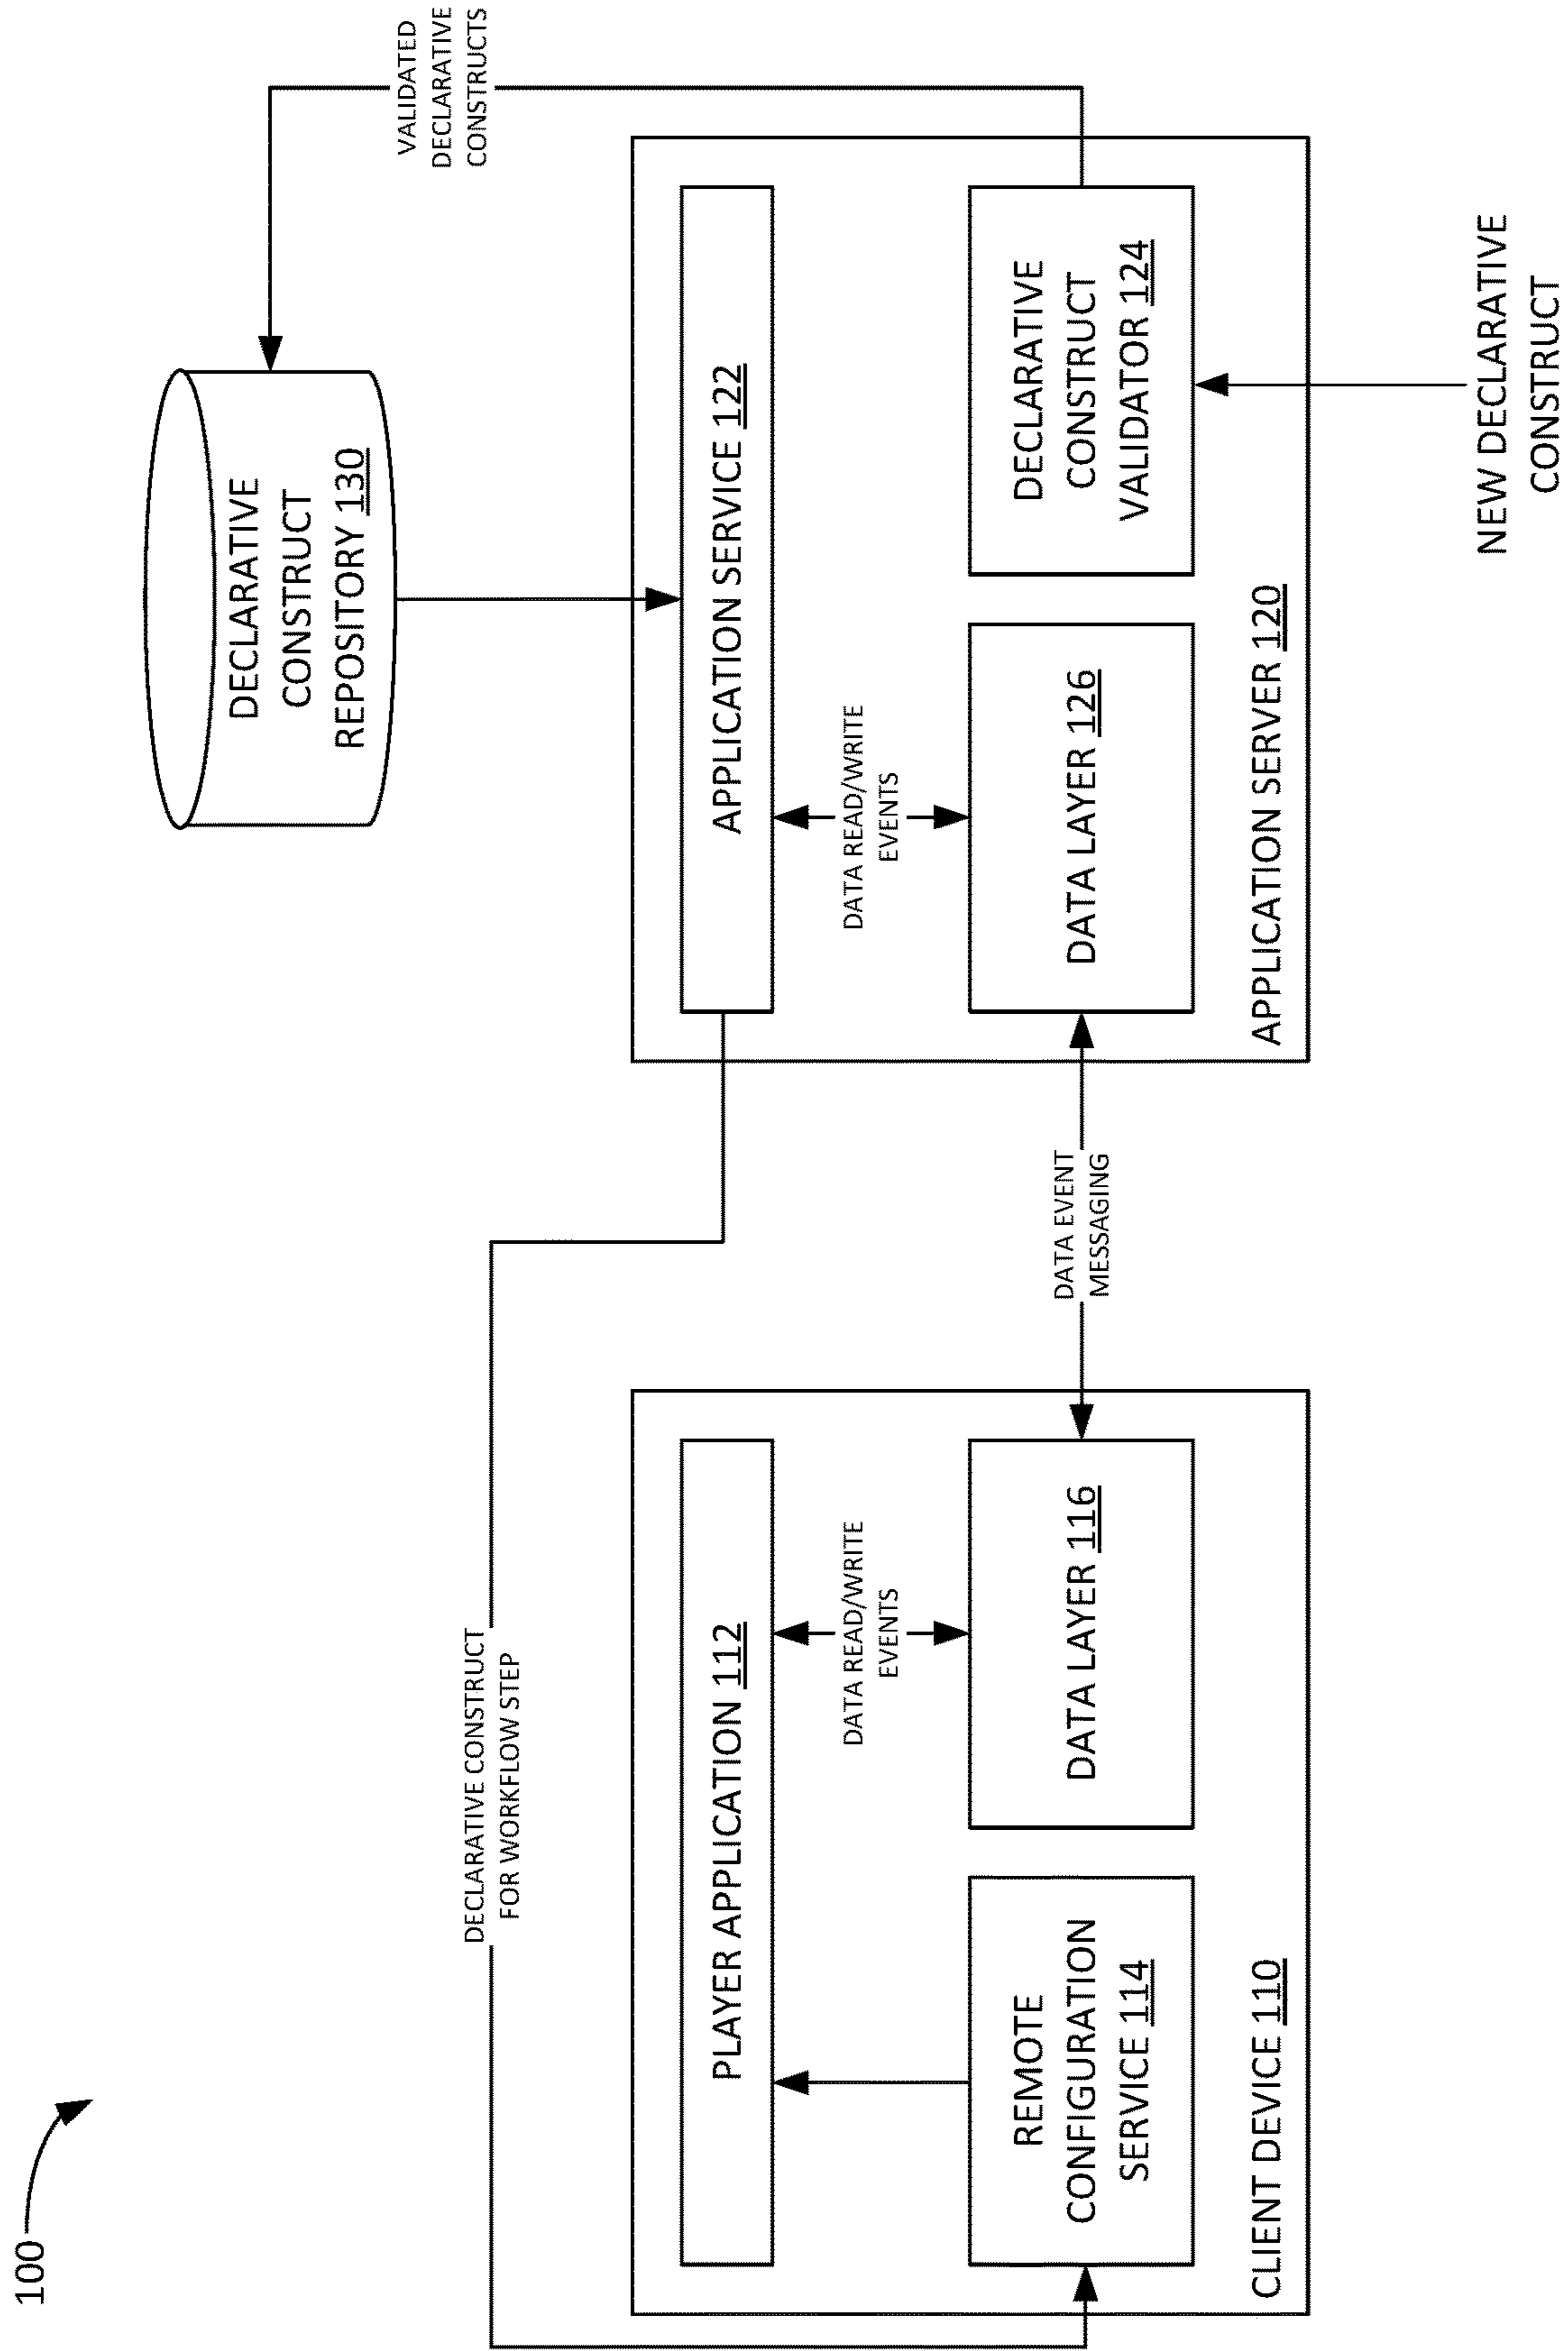 100
DECLARATIVE
CONSTRUCT
REPOSITORY 130
VALIDATED
DECLARATIVE
CONSTRUCTS
DECLARATIVE CONSTRUCT
FOR WORKFLOW STEP
PLAYER APPLICATION 112
DATA READ/WRITE
EVENTS
REMOTE
CONFIGURATION
SERVICE 114
DATA LAYER 116
CLIENT DEVICE 110
DATA EVENT
MESSAGING
APPLICATION SERVICE 122
DATA READ/WRITE
EVENTS
DATA LAYER 126
DECLARATIVE
CONSTRUCT
VALIDATOR 124
APPLICATION SERVER 120
NEW DECLARATIVE
CONSTRUCT